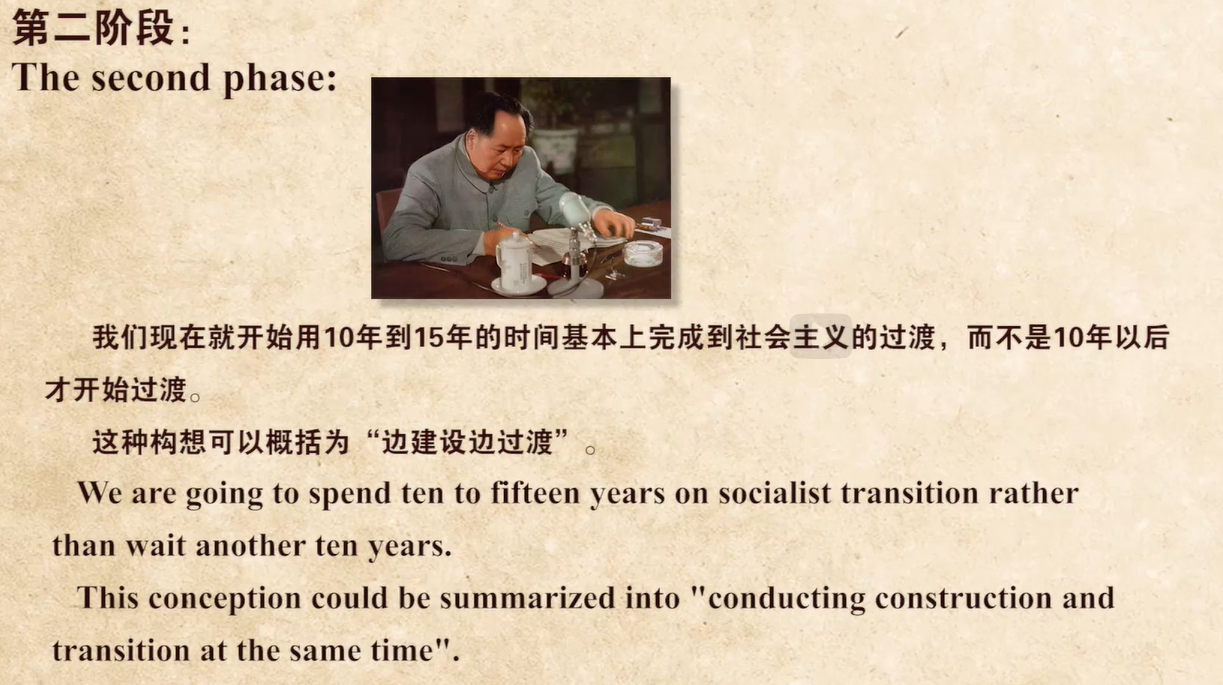 第二阶段：
The second phase:
我们现在就开始用10年到15年的时间基本上完成到社会主义的过渡，而不是10年以后
才开始过渡。
这种构想可以概括为“边建设边过渡”。
We are going to spend ten to fifteen years on socialist transition rather
than wait another ten years.
This conception could be summarized into "conducting construction and
transition at the same time".